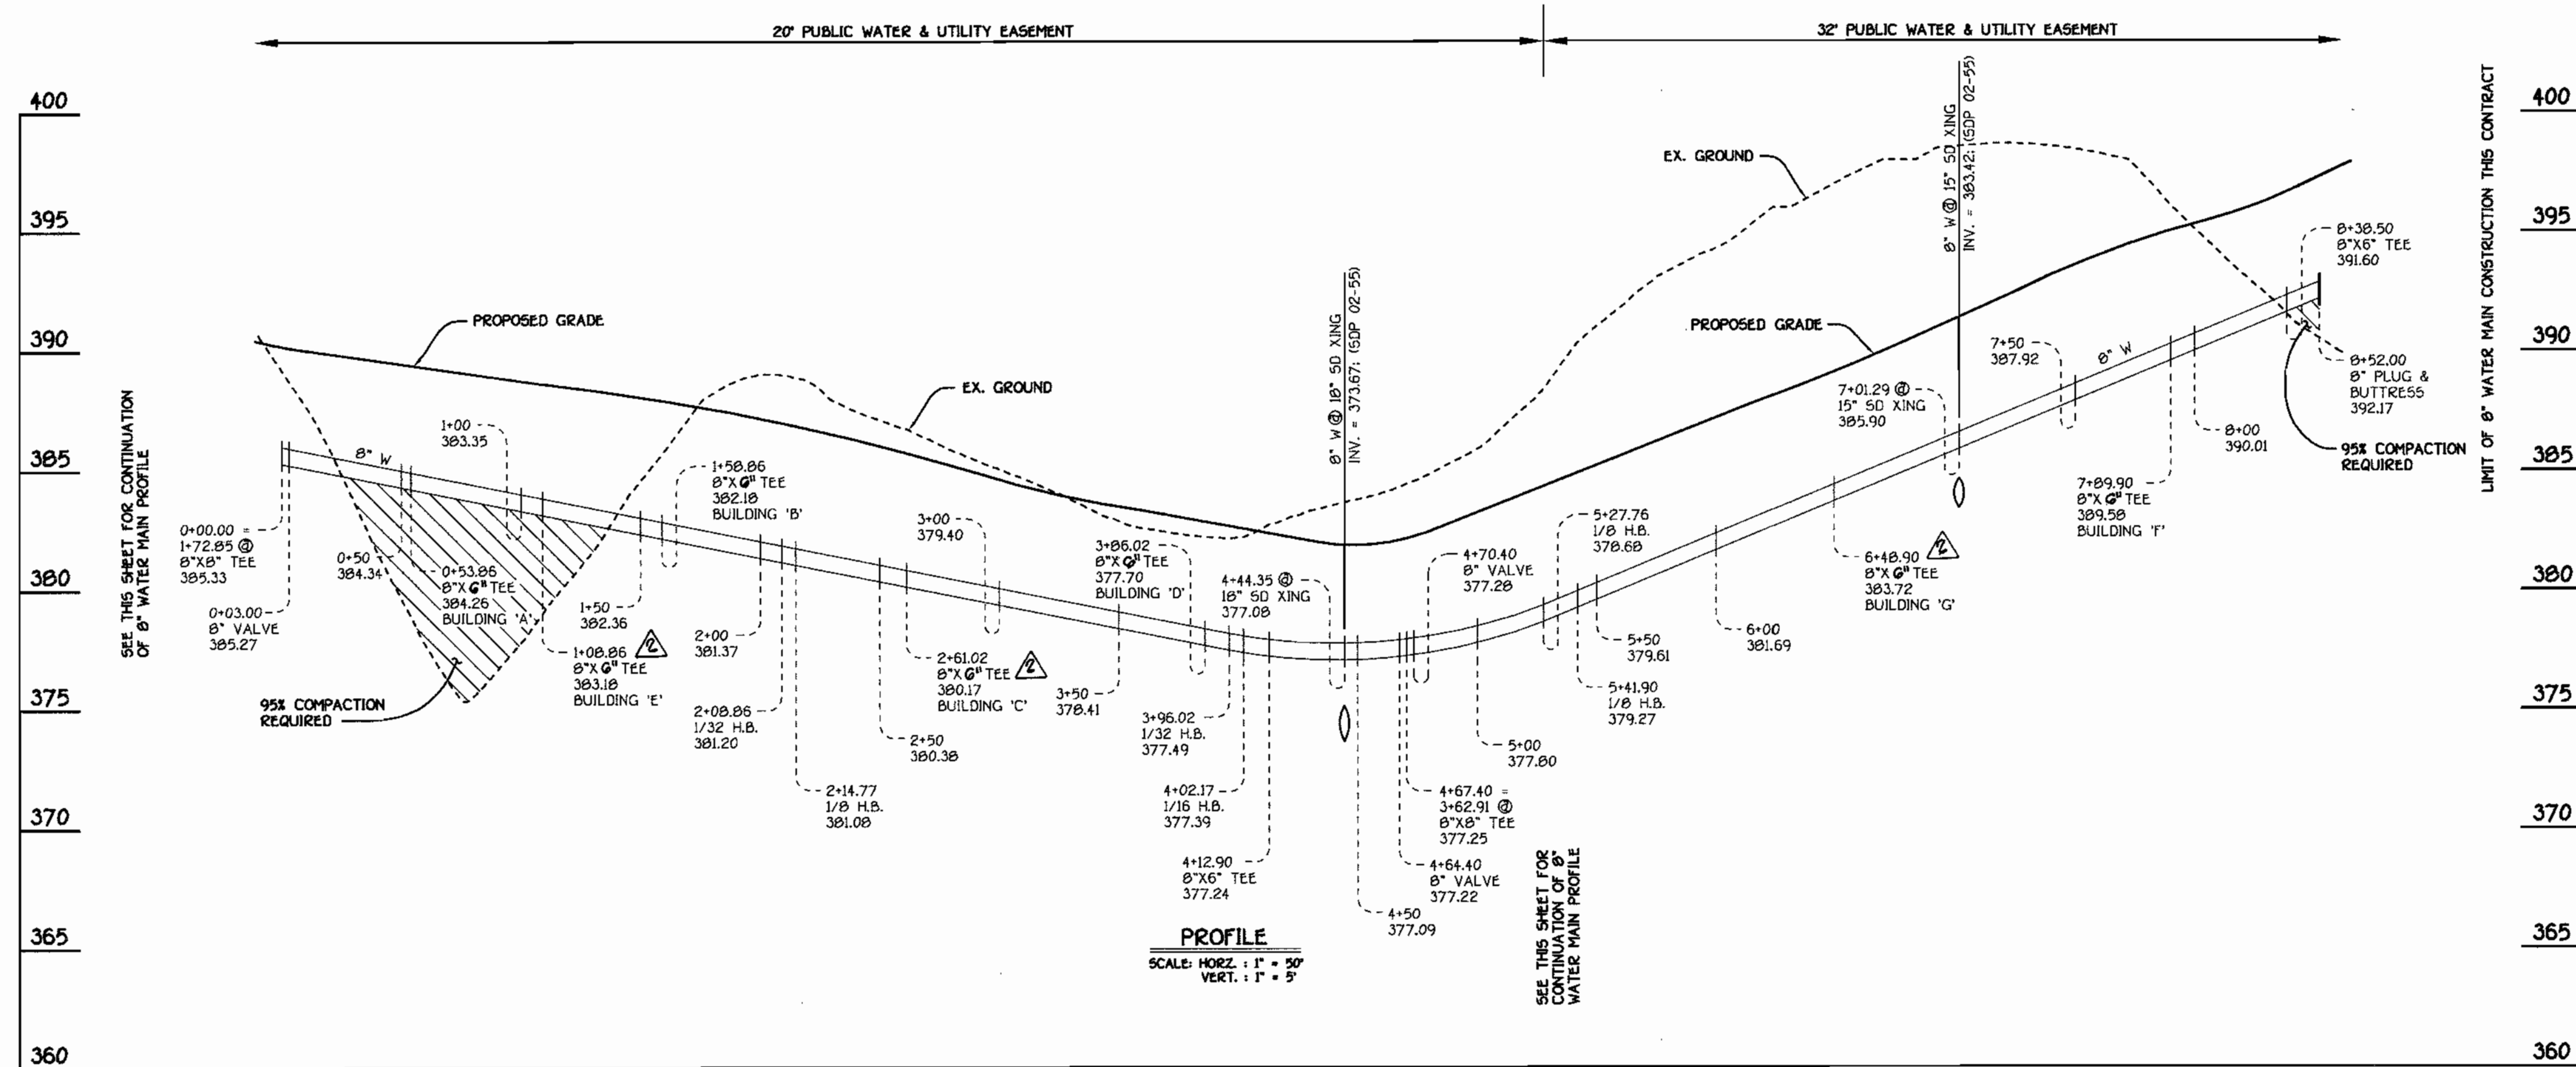 20' PUBLIC WATER & UTILITY EASEMENT
32' PUBLIC WATER & UTILITY EASEMENT
400
395
390
385
380
375
370
365
360
400
395
390
385
380
375
370
365
360
SEE THIS SHEET FOR CONTINUATION
OF 8" WATER MAIN PROFILE
PROPOSED GRADE
EX. GROUND
8" W
0+00.00 =
1+72.85 @
8"X8" TEE
385.33
0+03.00
8" VALVE
385.27
0+50
384.34
0+53.86
8"X6" TEE
384.26
BUILDING 'A'
95% COMPACTION
REQUIRED
1+00
383.35
1+08.86
8"X6" TEE
383.18
BUILDING 'E'
2
1+50
382.36
1+58.86
8"X6" TEE
382.18
BUILDING 'B'
2+00
381.37
2+08.86
1/32 H.B.
381.20
2+14.77
1/8 H.B.
381.08
2+50
380.38
2+61.02
8"X6" TEE
380.17
BUILDING 'C'
2
3+00
379.40
3+50
378.41
3+86.02
8"X6" TEE
377.70
BUILDING 'D'
3+96.02
1/32 H.B.
377.49
4+02.17
1/16 H.B.
377.39
4+12.90
8"X6" TEE
377.24
4+44.35 @
18" SD XING
377.08
8" W @ 18" SD XING
INV. = 373.67; (SDP 02-55)
4+50
377.09
4+64.40
8" VALVE
377.22
4+67.40 =
3+62.91 @
8"X8" TEE
377.25
4+70.40
8" VALVE
377.28
5+00
377.80
SEE THIS SHEET FOR
CONTINUATION OF 8"
WATER MAIN PROFILE
5+27.76
1/8 H.B.
378.68
5+41.90
1/8 H.B.
379.27
5+50
379.61
6+00
381.69
6+48.90
8"X6" TEE
383.72
BUILDING 'G'
2
EX. GROUND
PROPOSED GRADE
7+01.29 @
15" SD XING
385.90
8" W @ 15" SD XING
INV. = 383.42; (SDP 02-55)
7+50
387.92
8" W
7+89.90
8"X6" TEE
389.58
BUILDING 'F'
8+00
390.01
8+38.50
8"X6" TEE
391.60
8+52.00
8" PLUG &
BUTTRESS
392.17
95% COMPACTION
REQUIRED
LIMIT OF 8" WATER MAIN CONSTRUCTION THIS CONTRACT
PROFILE
SCALE: HORZ. : 1" = 50'
VERT. : 1" = 5'